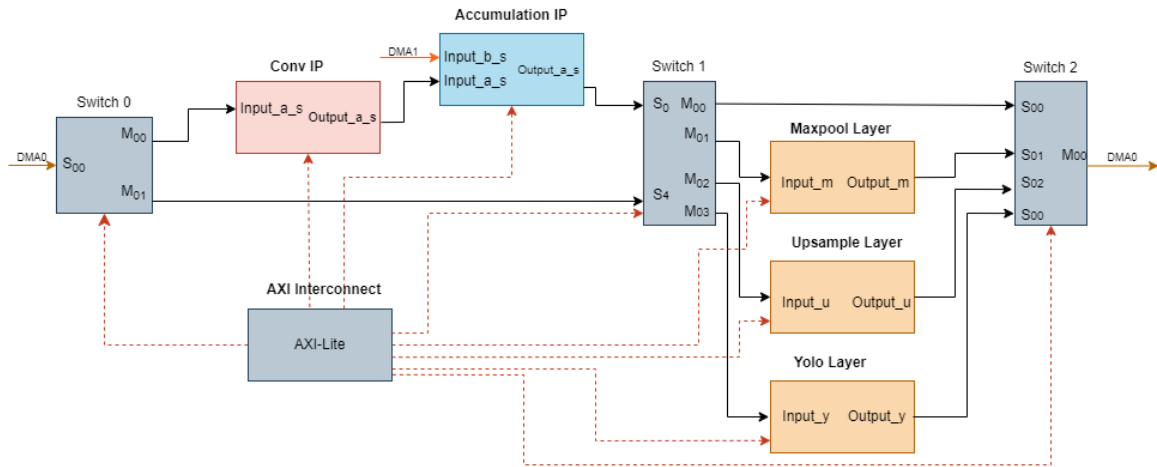 Accumulation IP
DMA1
Input_b_s
Output_a_s
Input_a_s
Conv IP
Input_a_s
Output_a_s
Switch 0
DMA0
S00
M00
M01
Switch 1
S0
M00
M01
S4
M02
M03
Switch 2
S00
S01
M00
S02
S00
DMA0
Maxpool Layer
Input_m
Output_m
Upsample Layer
Input_u
Output_u
Yolo Layer
Input_y
Output_y
AXI Interconnect
AXI-Lite